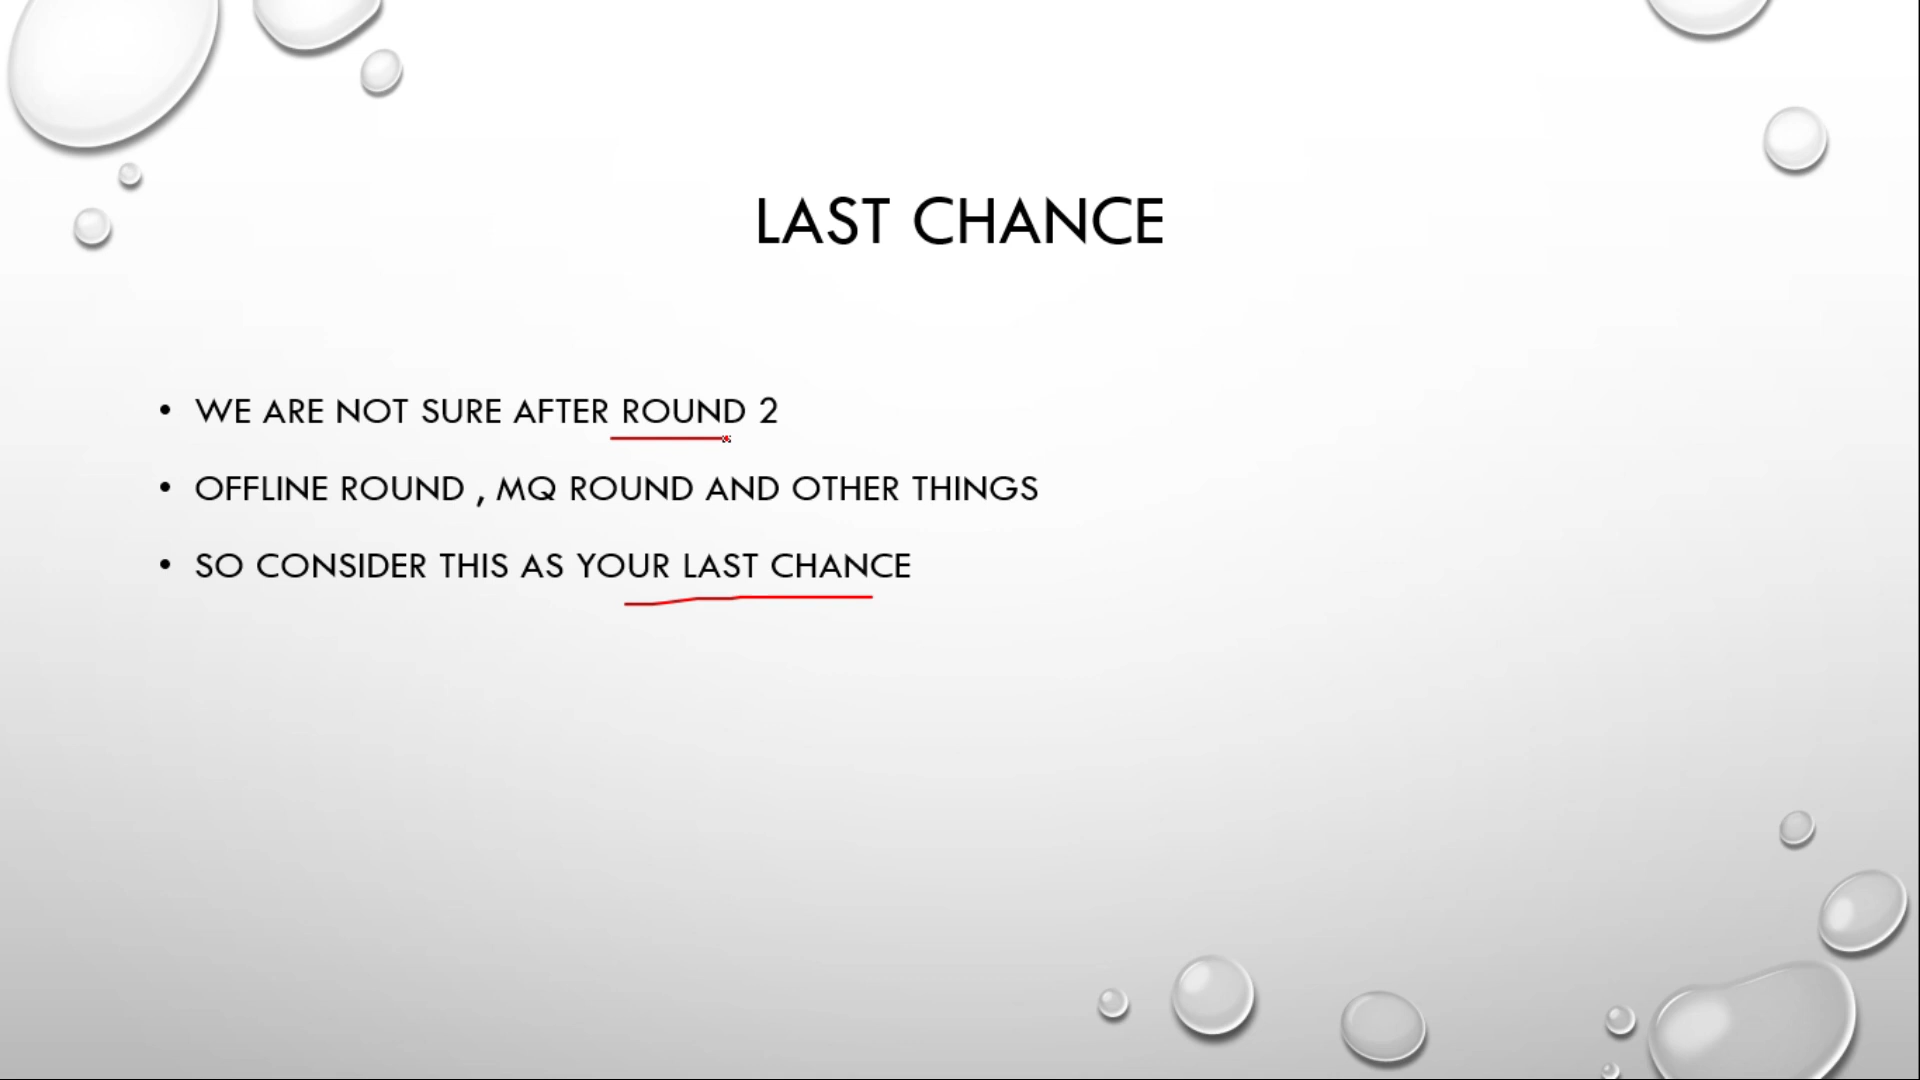 LAST CHANCE
• WE ARE NOT SURE AFTER ROUND 2
• OFFLINE ROUND , MQ ROUND AND OTHER THINGS
• SO CONSIDER THIS AS YOUR LAST CHANCE